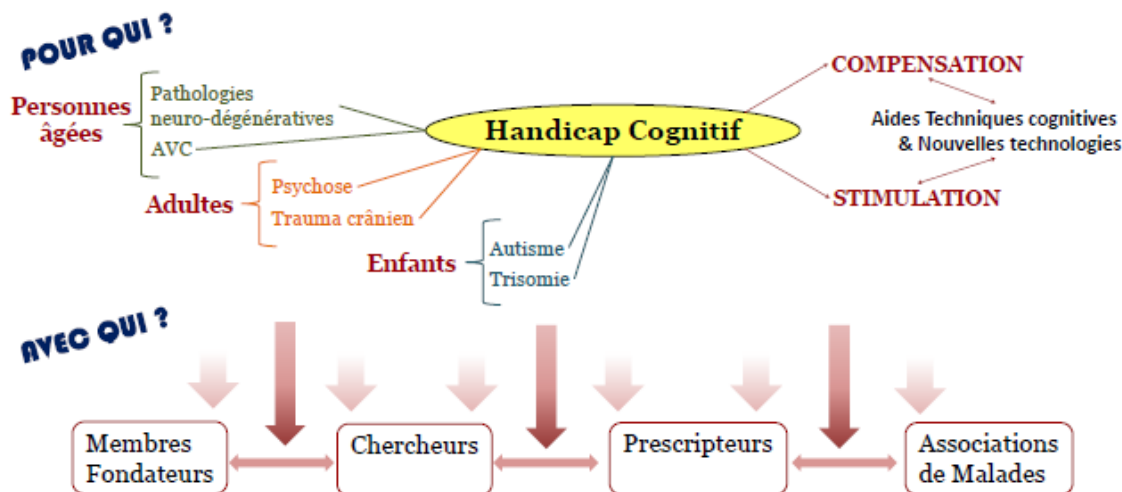 POUR QUI ?
Personnes
âgées
Pathologies
neuro-dégénératives
AVC
Handicap Cognitif
COMPENSATION
Aides Techniques cognitives
& Nouvelles technologies
STIMULATION
Adultes
Psychose
Trauma crânien
Enfants
Autisme
Trisomie
AVEC QUI ?
Membres
Fondateurs
Chercheurs
Prescripteurs
Associations
de Malades